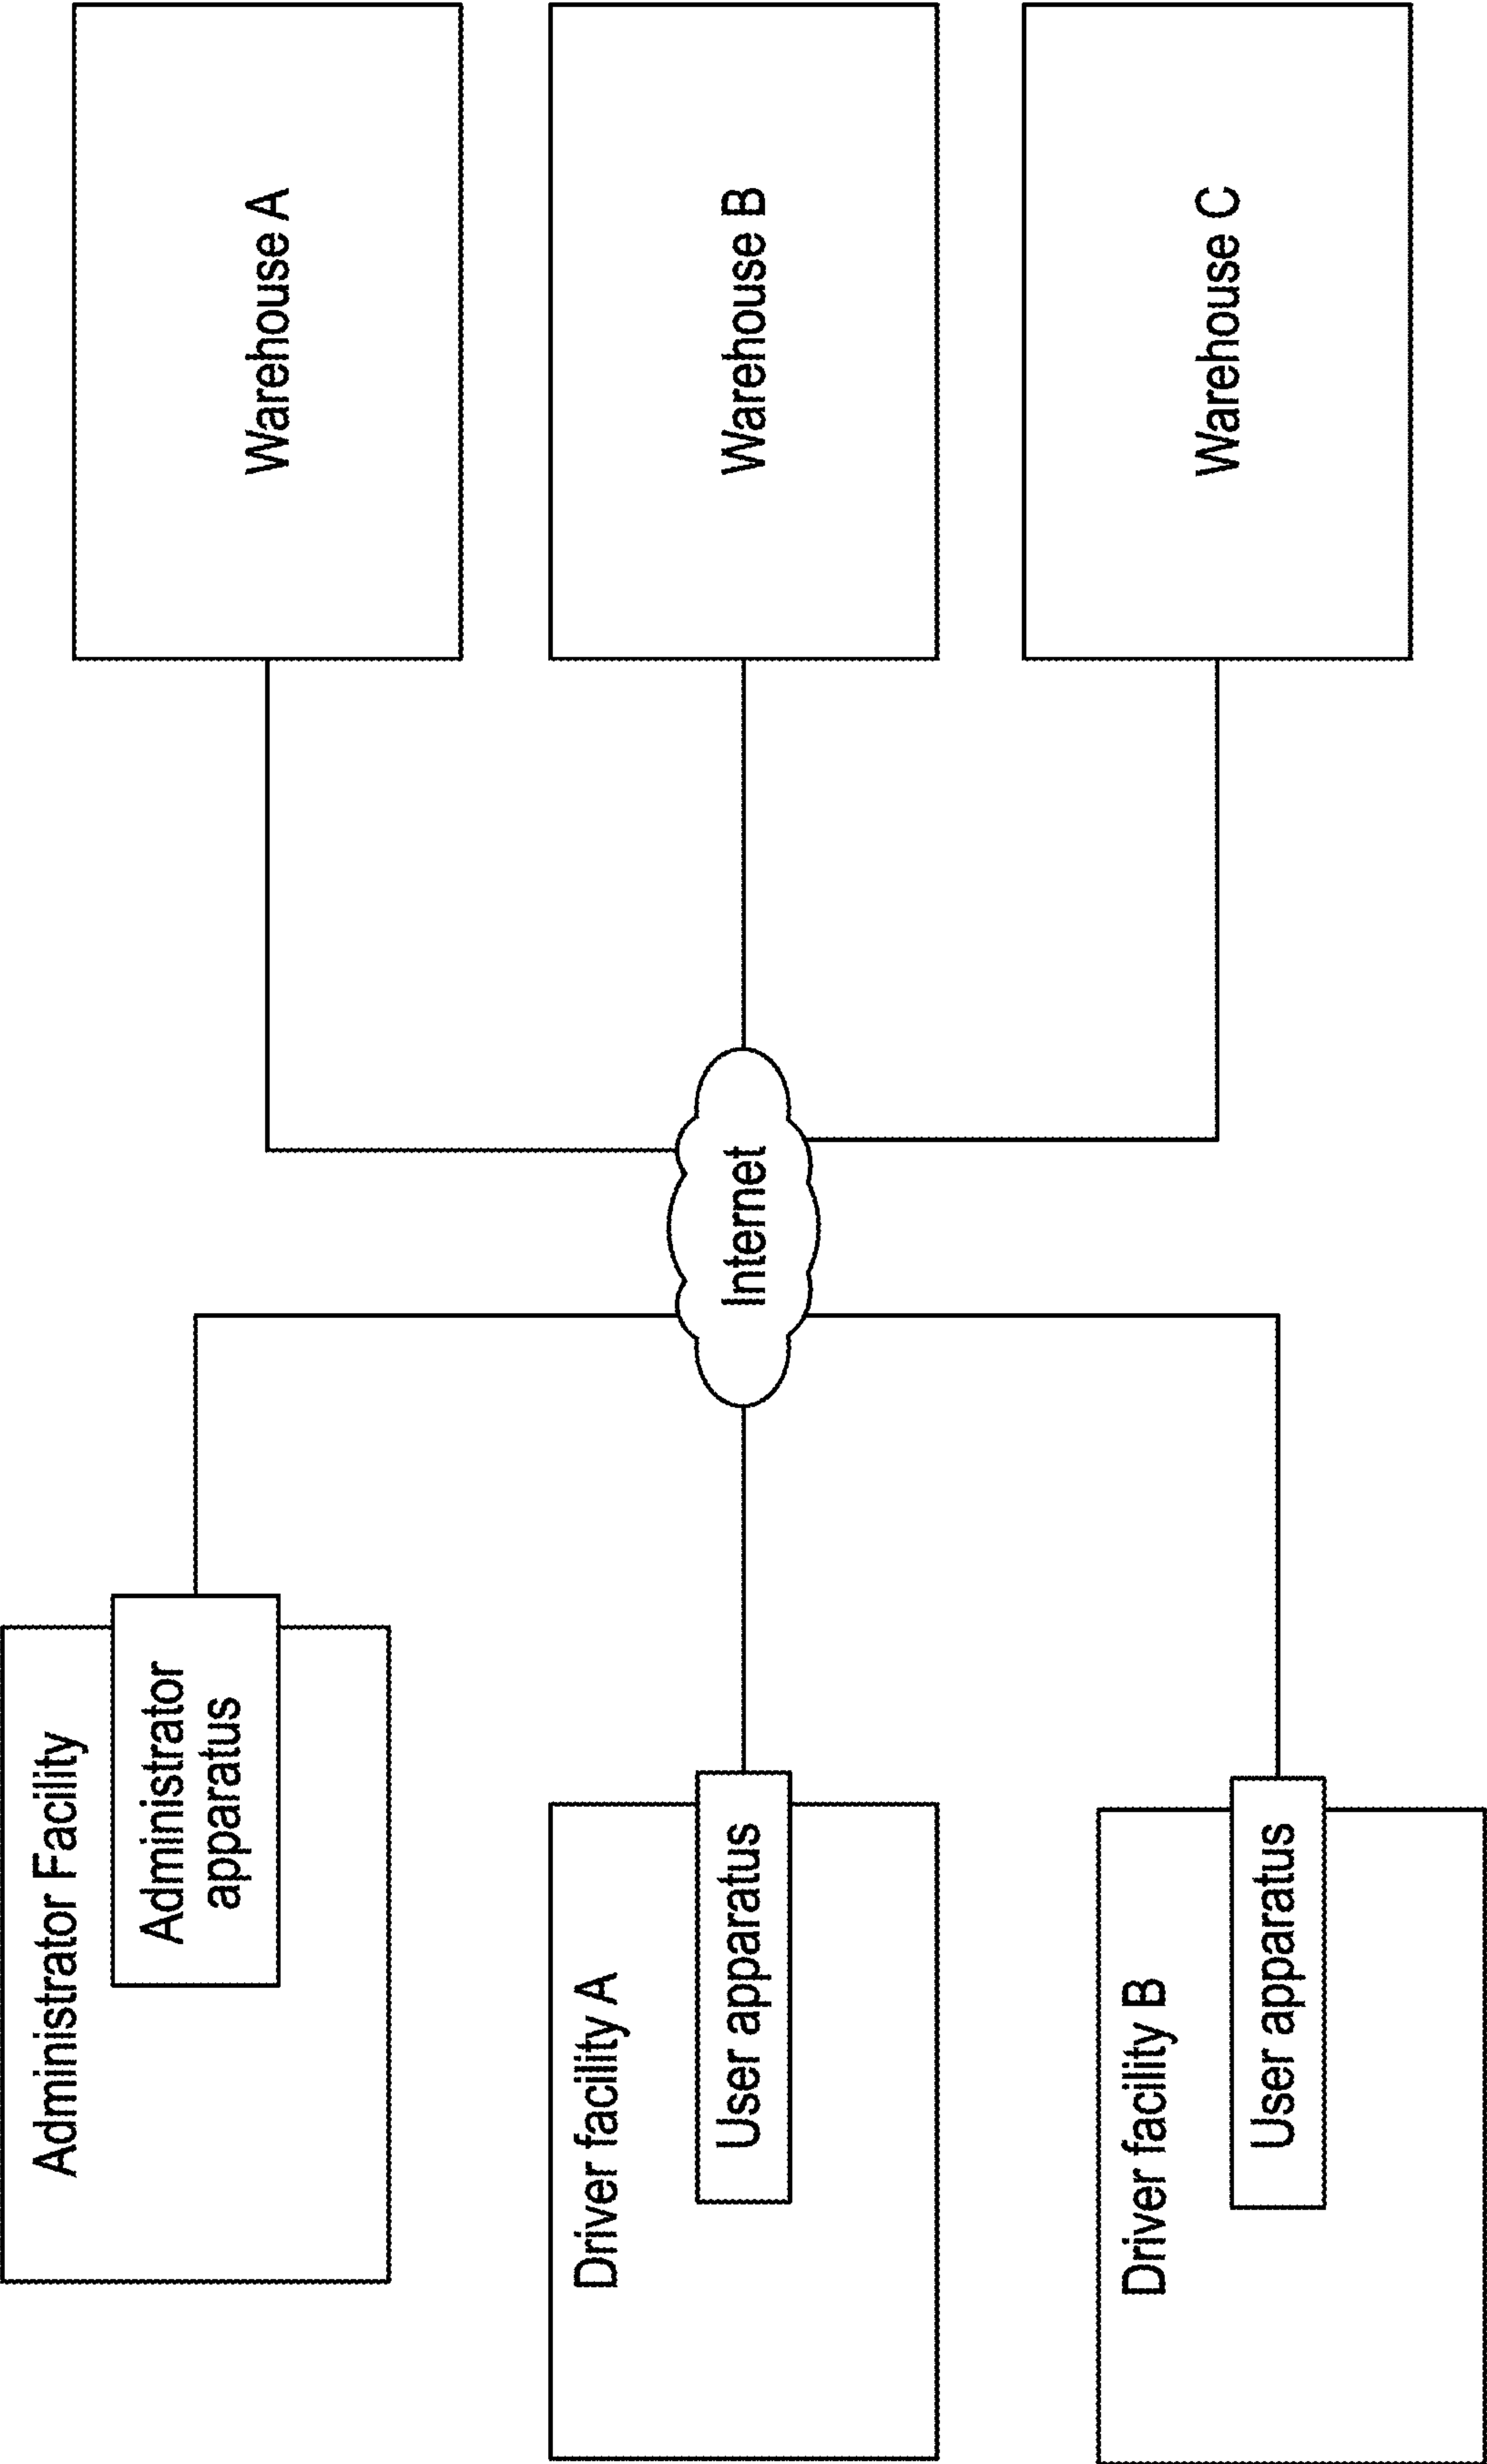 Administrator Facility
Administrator
apparatus
Driver facility A
User apparatus
Driver facility B
User apparatus
Internet
Warehouse A
Warehouse B
Warehouse C